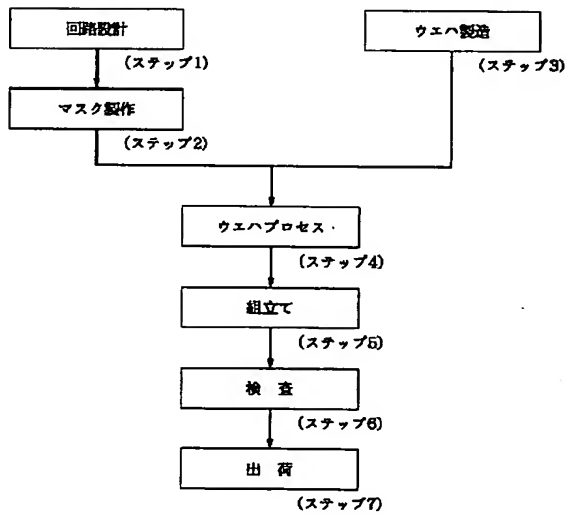 回路設計
(ステップ1)
ウエハ製造
(ステップ3)
マスク製作
(ステップ2)
ウエハプロセス
(ステップ4)
組立て
(ステップ5)
検 査
(ステップ6)
出 荷
(ステップ7)